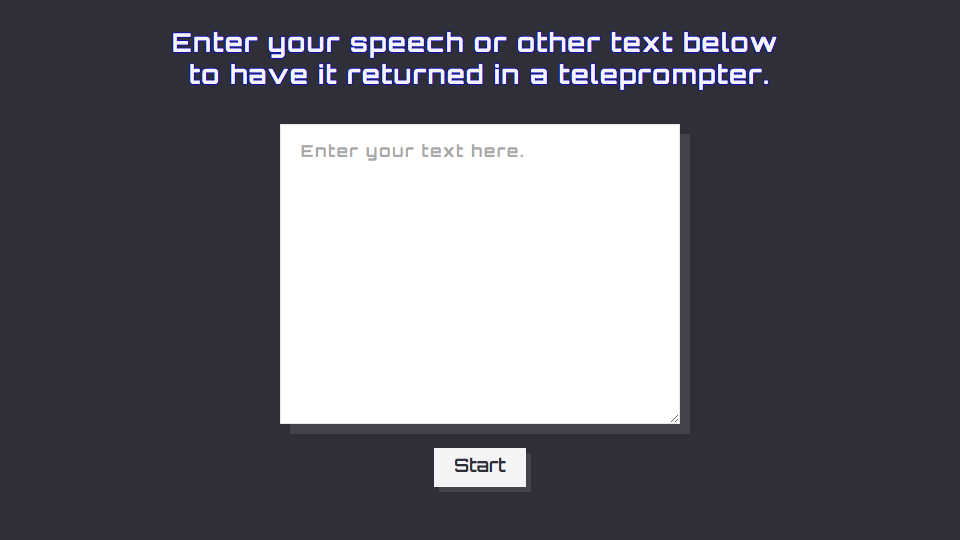 Enter your speech or other text below
to have it returned in a teleprompter.
Enter your text here.
Start